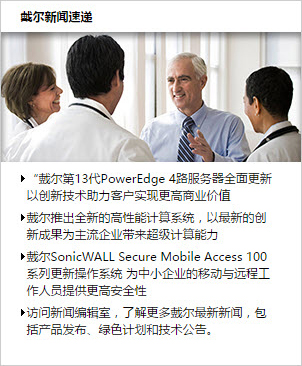 戴尔新闻速递
“戴尔第13代PowerEdge 4路服务器全面更新
以创新技术助力客户实现更高商业价值
戴尔推出全新的高性能计算系统，以最新的创
新成果为主流企业带来超级计算能力
戴尔SonicWALL Secure Mobile Access 100
系列更新操作系统 为中小企业的移动与远程工
作人员提供更高安全性
访问新闻编辑室，了解更多戴尔最新新闻，包
括产品发布、绿色计划和技术公告。